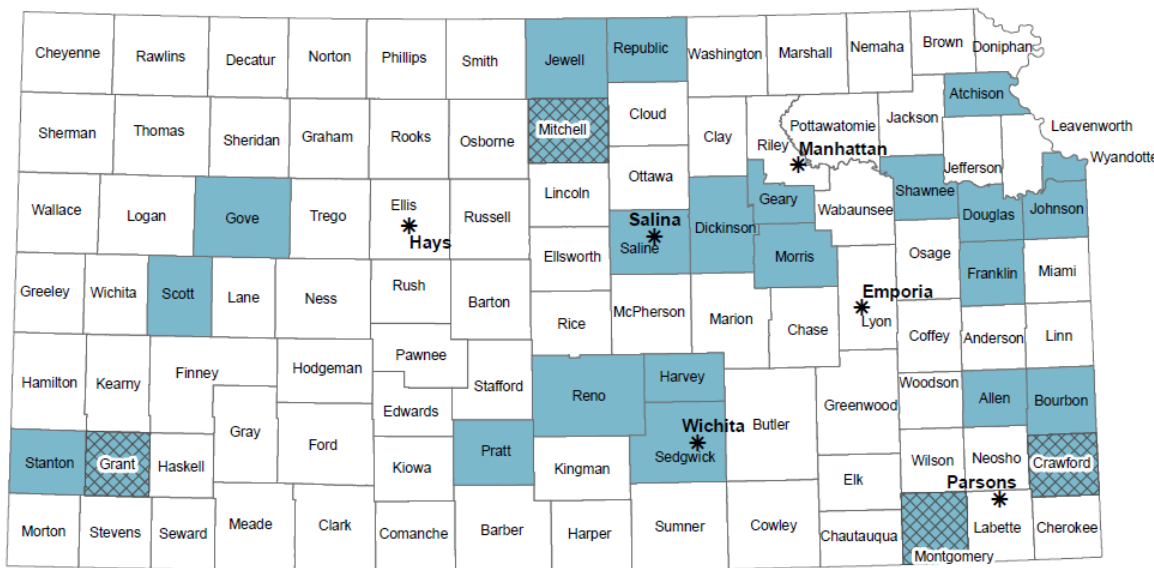 Cheyenne
Rawlins
Decatur
Norton
Phillips
Smith
Jewell
Republic
Washington
Marshall
Nemaha
Brown
Doniphan
Atchison
Sherman
Thomas
Sheridan
Graham
Rooks
Osborne
Mitchell
Cloud
Clay
Riley
Pottawatomie
Jackson
Leavenworth
Manhattan
Jefferson
Wyandotte
Wallace
Logan
Gove
Trego
Ellis
Hays
Russell
Lincoln
Ottawa
Salina
Saline
Dickinson
Geary
Wabaunsee
Shawnee
Douglas
Johnson
Morris
Osage
Franklin
Miami
Greeley
Wichita
Scott
Lane
Ness
Rush
Barton
Ellsworth
Rice
McPherson
Marion
Chase
Emporia
Lyon
Coffey
Anderson
Linn
Hamilton
Kearny
Finney
Hodgeman
Pawnee
Stafford
Edwards
Reno
Harvey
Wichita
Sedgwick
Butler
Greenwood
Woodson
Allen
Bourbon
Stanton
Grant
Haskell
Gray
Ford
Kiowa
Pratt
Kingman
Elk
Wilson
Neosho
Crawford
Parsons
Morton
Stevens
Seward
Meade
Clark
Comanche
Barber
Harper
Sumner
Cowley
Chautauqua
Montgomery
Labette
Cherokee